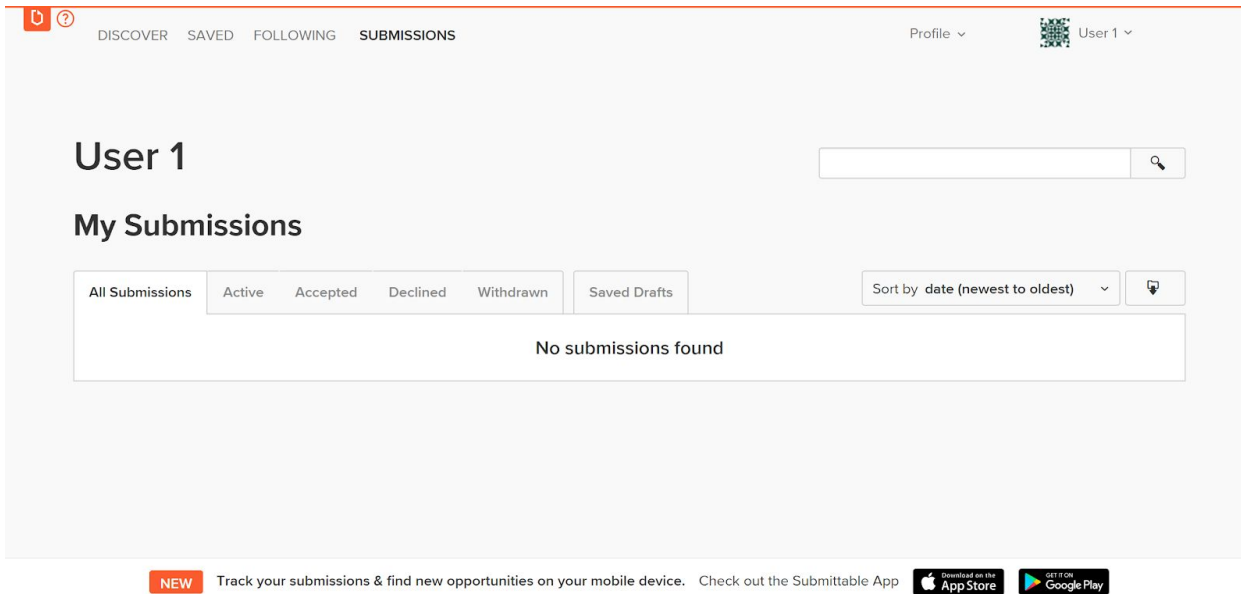 DISCOVER SAVED FOLLOWING SUBMISSIONS Profile User 1
User 1
My Submissions
All Submissions Active Accepted Declined Withdrawn Saved Drafts Sort by date (newest to oldest)
No submissions found
NEW Track your submissions & find new opportunities on your mobile device. Check out the Submittable App Download on the App Store GET IT ON Google Play